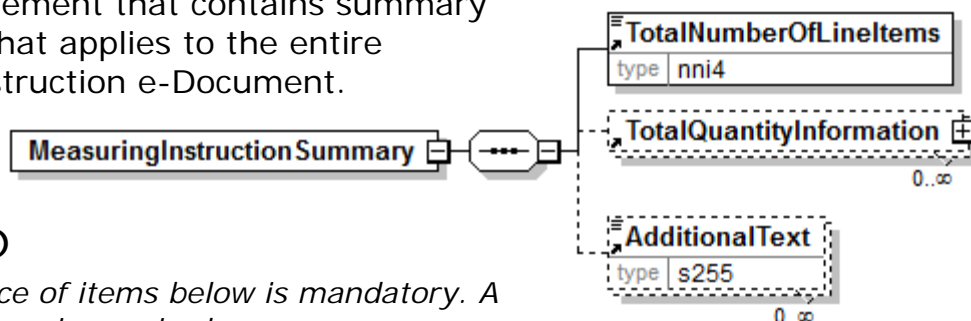 ement that contains summary
hat applies to the entire
struction e-Document.
MeasuringInstructionSummary
TotalNumberOfLineItems
type nni4
TotalQuantityInformation
0..∞
AdditionalText
type s255
0..∞
ce of items below is mandatory. A